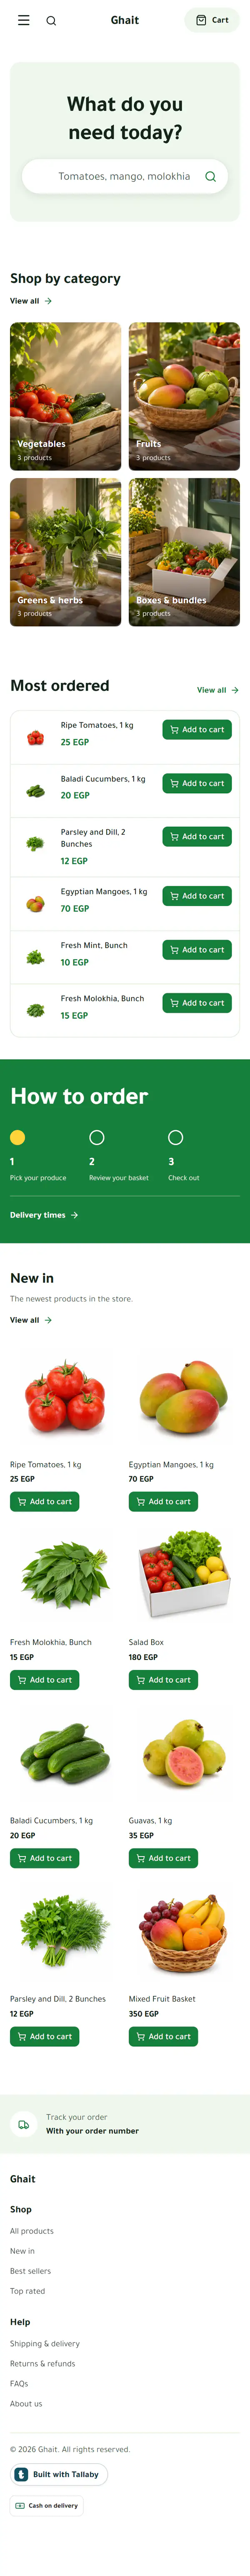 Ghait
Cart
What do you
need today?
Tomatoes, mango, molokhia
Shop by category
View all
Vegetables
3 products
Fruits
3 products
Greens & herbs
3 products
Boxes & bundles
3 products
Most ordered
View all
Ripe Tomatoes, 1 kg
25 EGP
Add to cart
Baladi Cucumbers, 1 kg
20 EGP
Add to cart
Parsley and Dill, 2
Bunches
12 EGP
Add to cart
Egyptian Mangoes, 1 kg
70 EGP
Add to cart
Fresh Mint, Bunch
10 EGP
Add to cart
Fresh Molokhia, Bunch
15 EGP
Add to cart
How to order
1
Pick your produce
2
Review your basket
3
Check out
Delivery times
New in
The newest products in the store.
View all
Ripe Tomatoes, 1 kg
25 EGP
Add to cart
Egyptian Mangoes, 1 kg
70 EGP
Add to cart
Fresh Molokhia, Bunch
15 EGP
Add to cart
Salad Box
180 EGP
Add to cart
Baladi Cucumbers, 1 kg
20 EGP
Add to cart
Guavas, 1 kg
35 EGP
Add to cart
Parsley and Dill, 2 Bunches
12 EGP
Add to cart
Mixed Fruit Basket
350 EGP
Add to cart
Track your order
With your order number
Ghait
Shop
All products
New in
Best sellers
Top rated
Help
Shipping & delivery
Returns & refunds
FAQs
About us
© 2026 Ghait. All rights reserved.
t Built with Tallaby
Cash on delivery